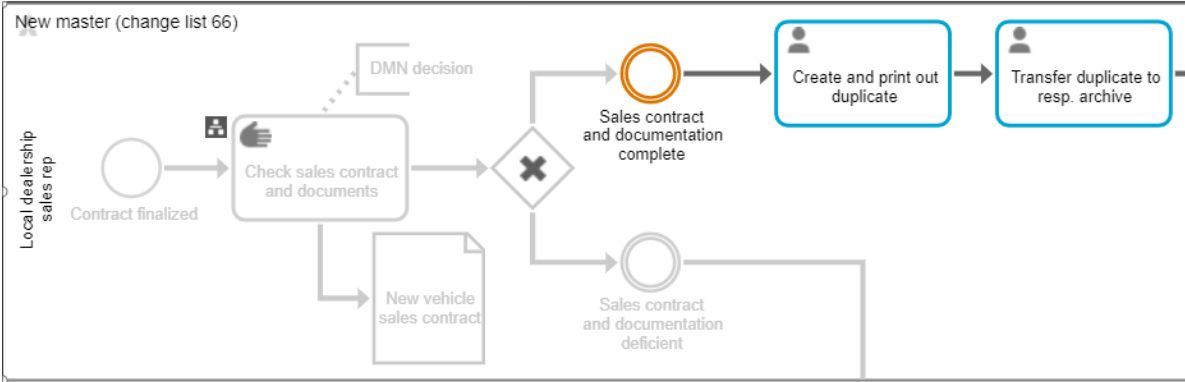 New master (change list 66)
Local dealership
sales rep
Contract finalized
DMN decision
Check sales contract
and documents
New vehicle
sales contract
Sales contract
and documentation
complete
Sales contract
and documentation
deficient
Create and print out
duplicate
Transfer duplicate to
resp. archive